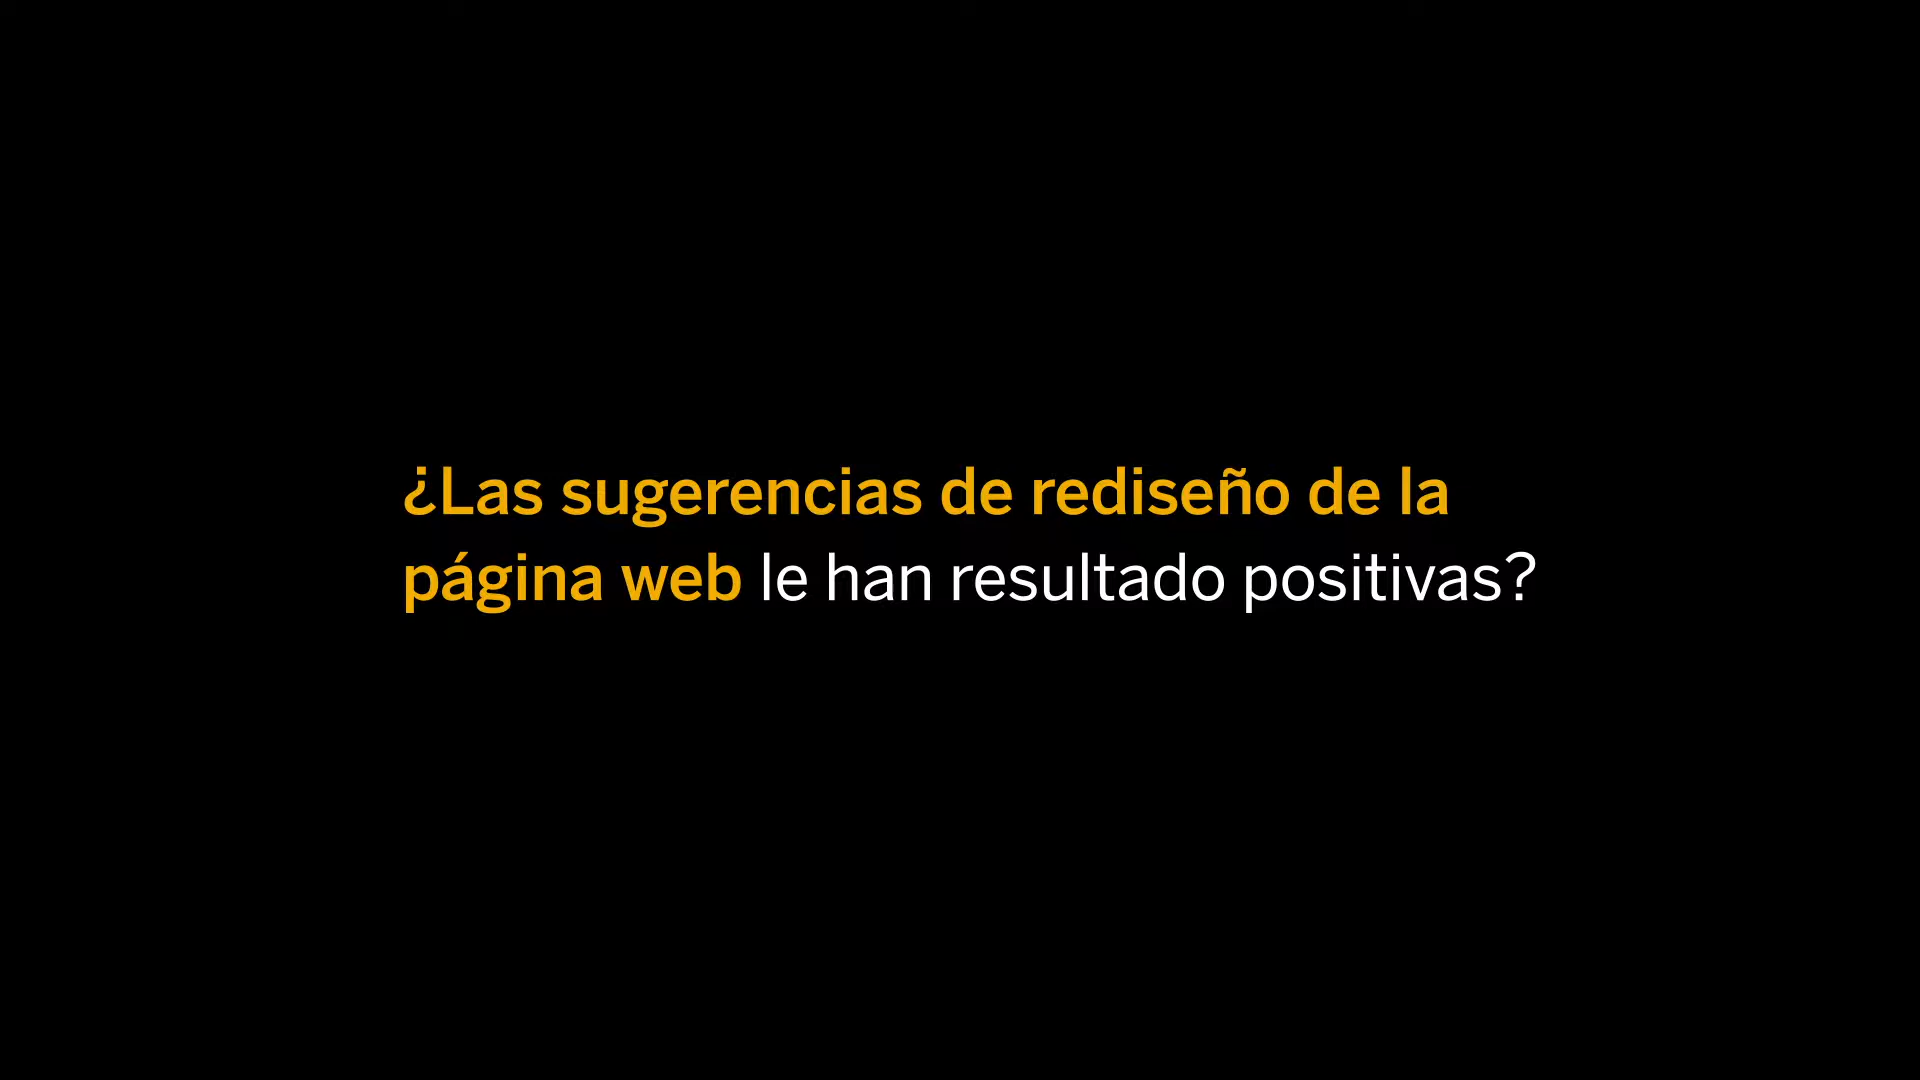 ¿Las sugerencias de rediseño de la
página web le han resultado positivas?